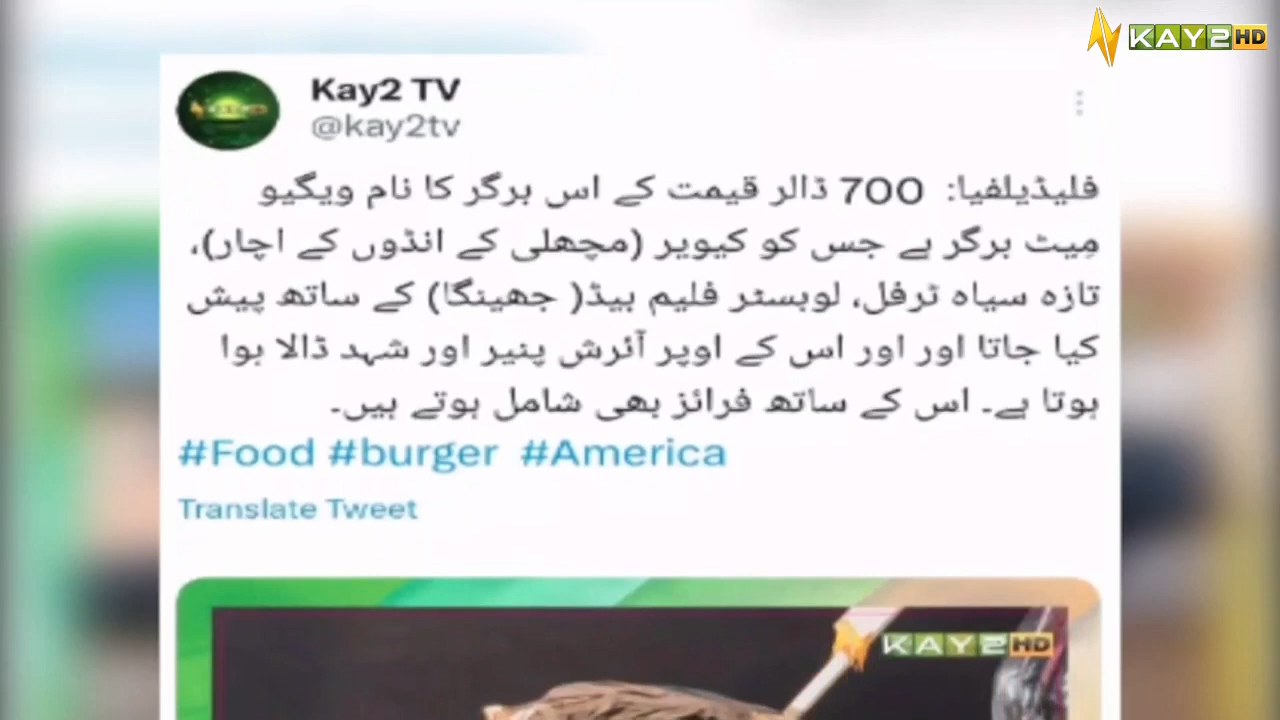 KAY2HD
Kay2 TV
@kay2tv
فلیڈیلفیا: 700 ڈالر قیمت کے اس برگر کا نام ویگیو
مِیٹ برگر ہے جس کو کیویر (مچھلی کے انڈوں کے اچار)،
تازہ سیاہ ٹرفل، لوبسٹر فلیم بیڈ( جھینگا) کے ساتھ پیش
کیا جاتا اور اور اس کے اوپر آئرش پنیر اور شہد ڈالا ہوا
ہوتا ہے۔ اس کے ساتھ فرائز بھی شامل ہوتے ہیں۔
#Food #burger #America
Translate Tweet
KAY2HD